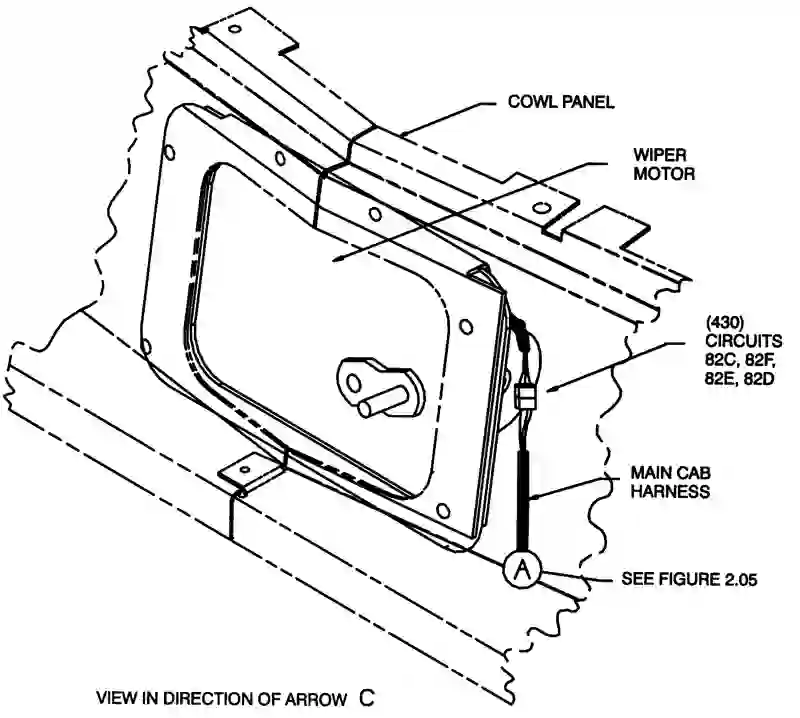 COWL PANEL
WIPER
MOTOR
(430)
CIRCUITS
82C, 82F,
82E, 82D
MAIN CAB
HARNESS
A
SEE FIGURE 2.05
VIEW IN DIRECTION OF ARROW C